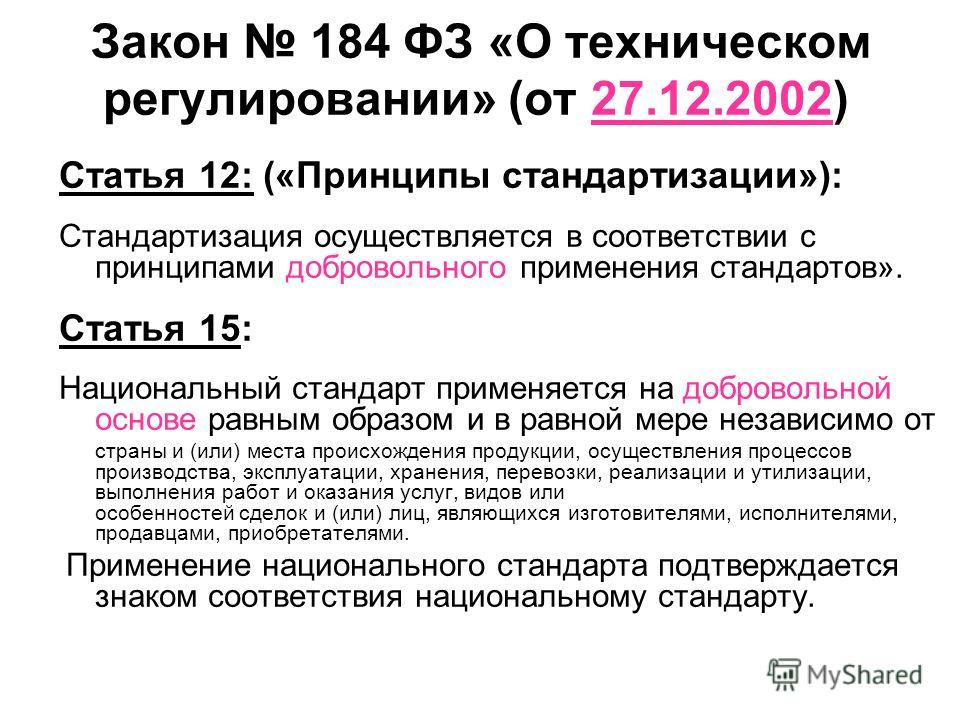 Закон № 184 ФЗ «О техническом
регулировании» (от 27.12.2002)
Статья 12: («Принципы стандартизации»):
Стандартизация осуществляется в соответствии с
принципами добровольного применения стандартов».
Статья 15:
Национальный стандарт применяется на добровольной
основе равным образом и в равной мере независимо от
страны и (или) места происхождения продукции, осуществления процессов
производства, эксплуатации, хранения, перевозки, реализации и утилизации,
выполнения работ и оказания услуг, видов или
особенностей сделок и (или) лиц, являющихся изготовителями, исполнителями,
продавцами, приобретателями.
Применение национального стандарта подтверждается
знаком соответствия национальному стандарту.
MyShared